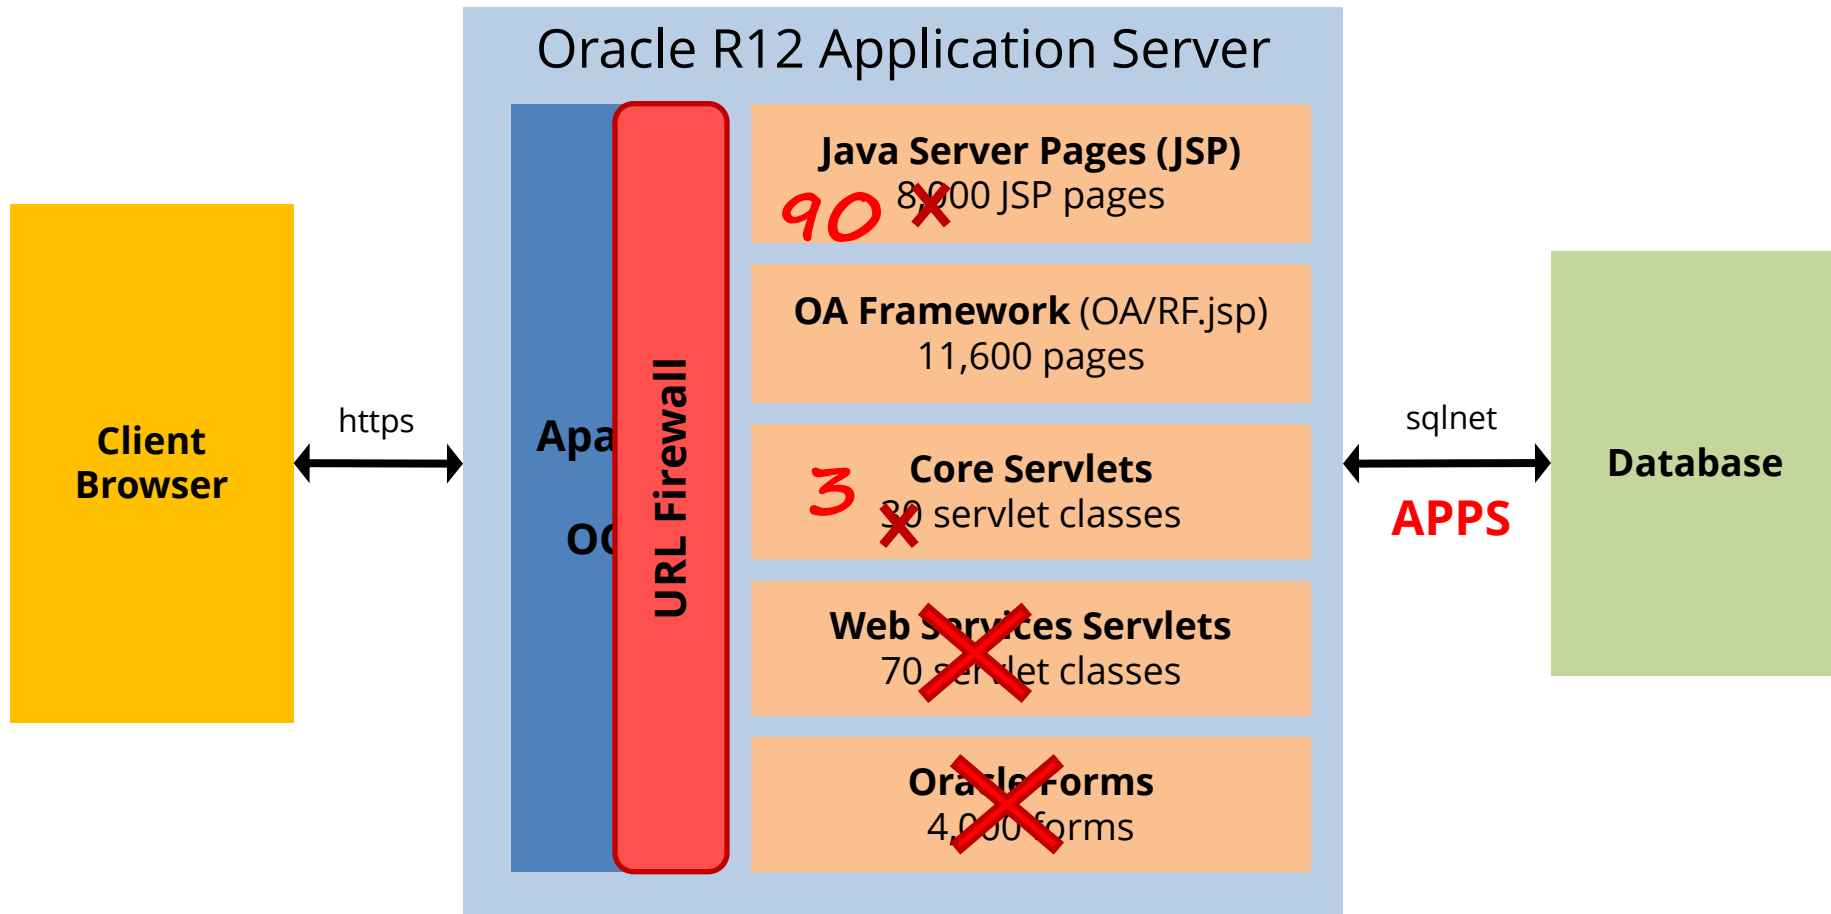 Oracle R12 Application Server
Client
Browser
https
Apa
URL Firewall
Java Server Pages (JSP)
8,000 JSP pages
90
OA Framework (OA/RF.jsp)
11,600 pages
Core Servlets
3
30 servlet classes
Web Services Servlets
70 servlet classes
Oracle Forms
4,000 forms
sqlnet
APPS
Database